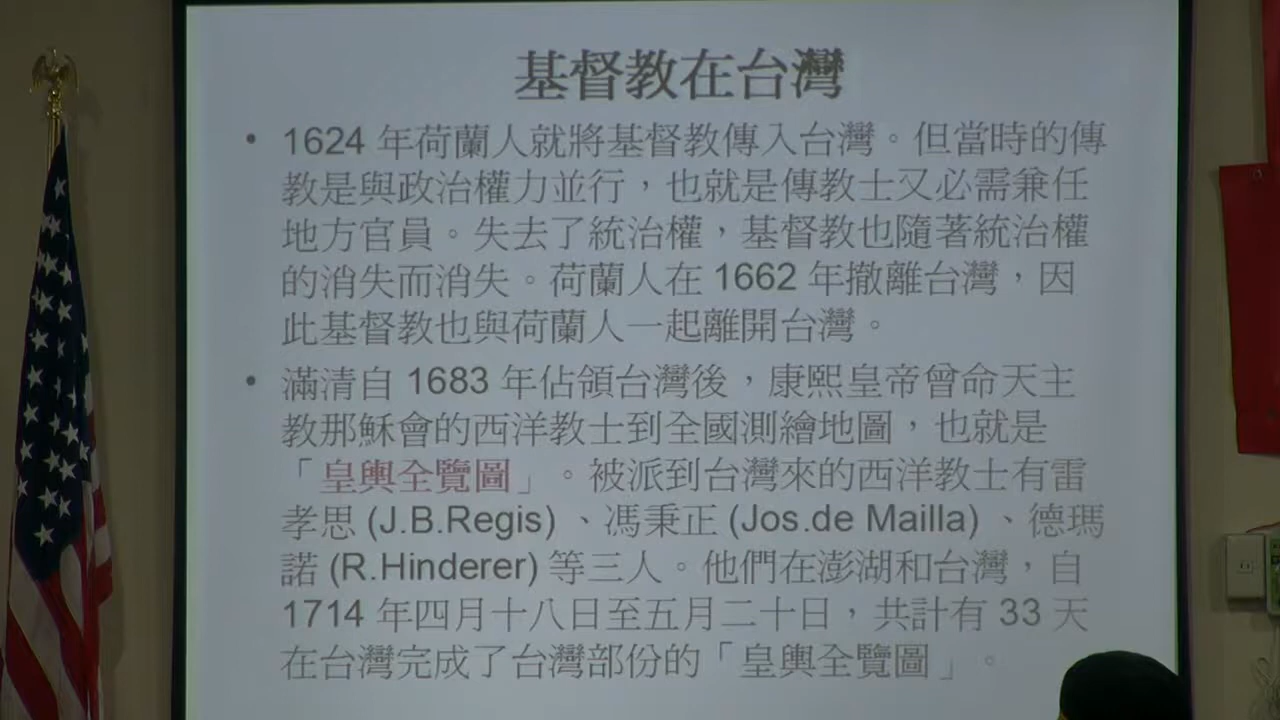 基督教在台灣
• 1624 年荷蘭人就將基督教傳入台灣。但當時的傳
教是與政治權力並行，也就是傳教士又必需兼任
地方官員。失去了統治權，基督教也隨著統治權
的消失而消失。荷蘭人在 1662 年撤離台灣，因
此基督教也與荷蘭人一起離開台灣。
• 滿清自 1683 年佔領台灣後，康熙皇帝曾命天主
教那穌會的西洋教士到全國測繪地圖，也就是
「皇輿全覽圖」。被派到台灣來的西洋教士有雷
孝思 (J.B.Regis) 、馮秉正 (Jos.de Mailla) 、德瑪
諾 (R.Hinderer) 等三人。他們在澎湖和台灣，自
1714 年四月十八日至五月二十日，共計有 33 天
在台灣完成了台灣部份的「皇輿全覽圖」。